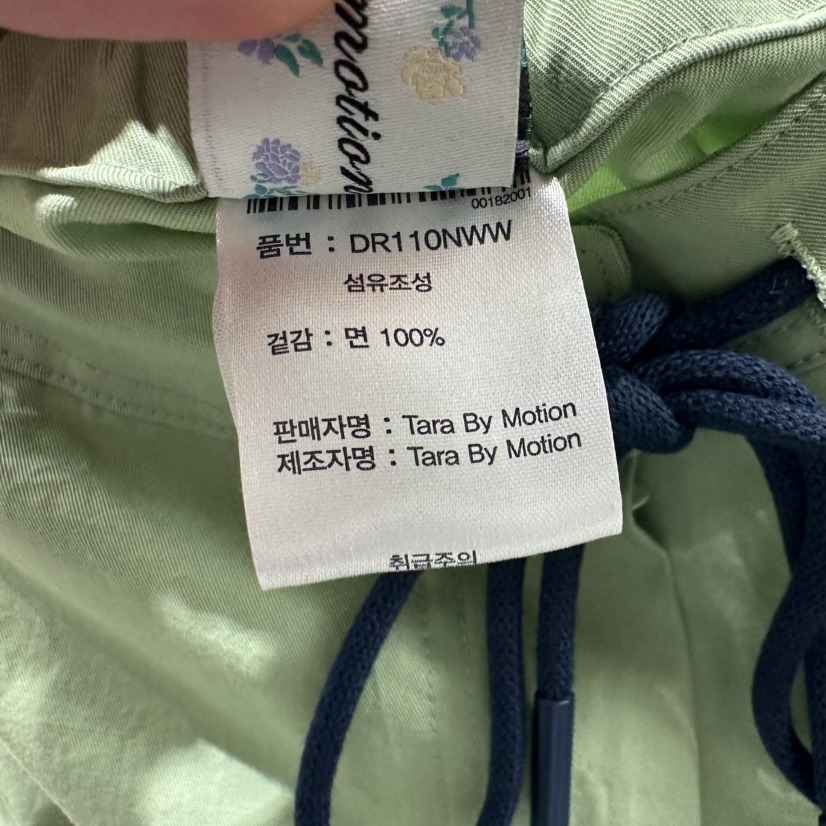 motion
00182001
품번 : DR110NWW
섬유조성
겉감 : 면 100%
판매자명 : Tara By Motion
제조자명 : Tara By Motion
취급주의